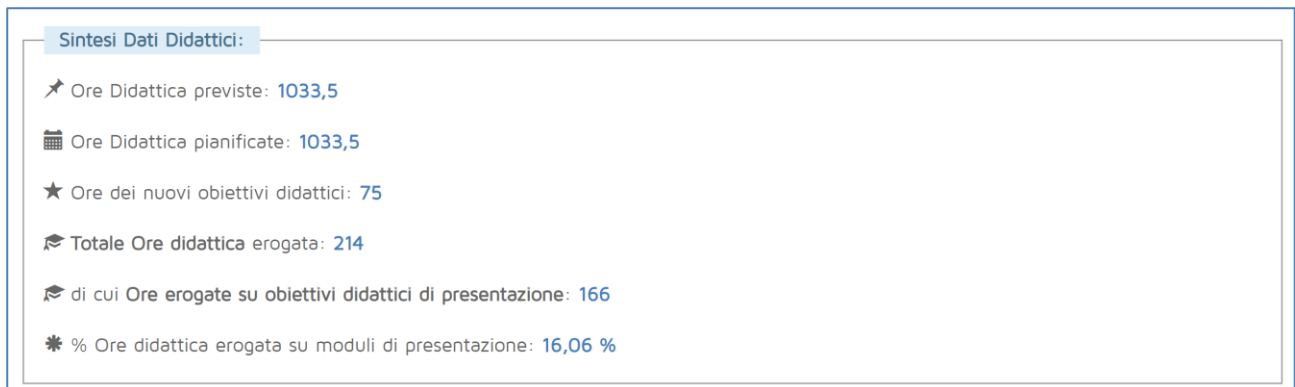 Sintesi Dati Didattici:
Ore Didattica previste: 1033,5
Ore Didattica pianificate: 1033,5
Ore dei nuovi obiettivi didattici: 75
Totale Ore didattica erogata: 214
di cui Ore erogate su obiettivi didattici di presentazione: 166
% Ore didattica erogata su moduli di presentazione: 16,06 %